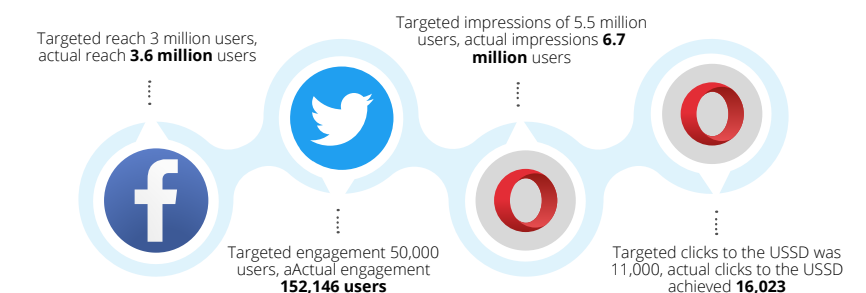 Targeted reach 3 million users,
actual reach 3.6 million users
Targeted engagement 50,000
users, aActual engagement
152,146 users
Targeted impressions of 5.5 million
users, actual impressions 6.7
million users
Targeted clicks to the USSD was
11,000, actual clicks to the USSD
achieved 16,023